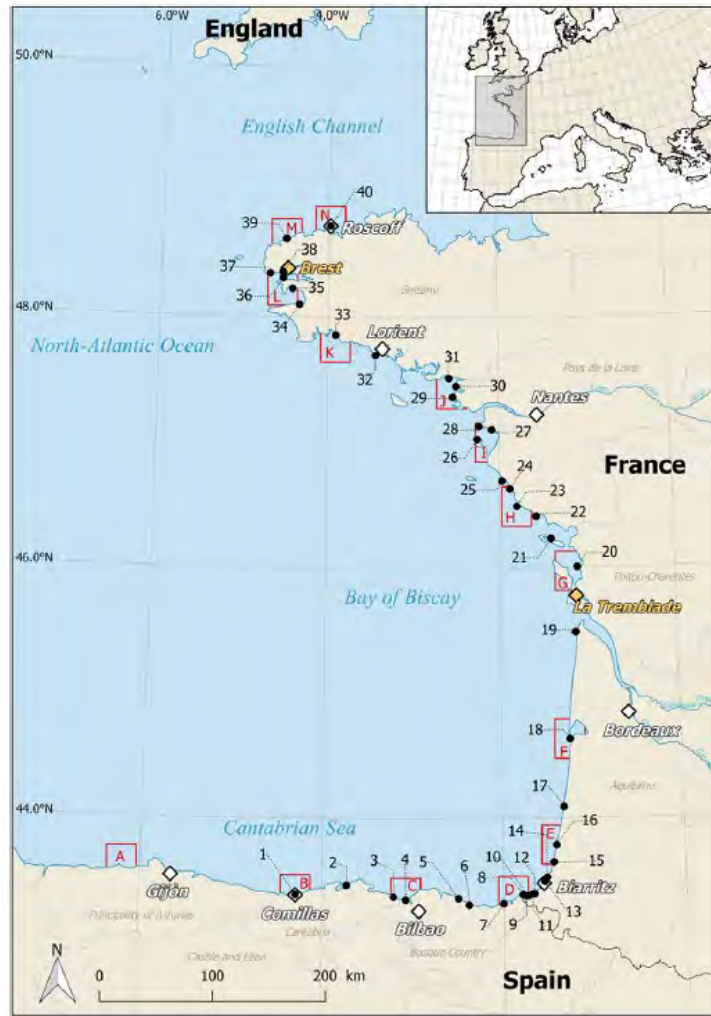 6.0°W
4.0°W
England
50.0°N
English Channel
40
N
39
M
Roscoff
38
37
Brest
35
L
36
Brittany
48.0°N
33
34
Lorient
North-Atlantic Ocean
K
31
Pays de la Loire
32
30
29
J
Nantes
28
27
26
I
24
France
25
23
H
22
21
20
46.0°N
Poitou-Charentes
G
Bay of Biscay
La Tremblade
19
18
Bordeaux
F
Aquitaine
17
44.0°N
Cantabrian Sea
14
E
16
A
12
10
3
4
15
1
2
5
6
8
B
C
D
Biarritz
Gijòn
7
13
Principality of Asturias
Comillas
Bilbao
9
11
Cantabria
Castile and Léon
Basque Country
N
Spain
0
100
200 km